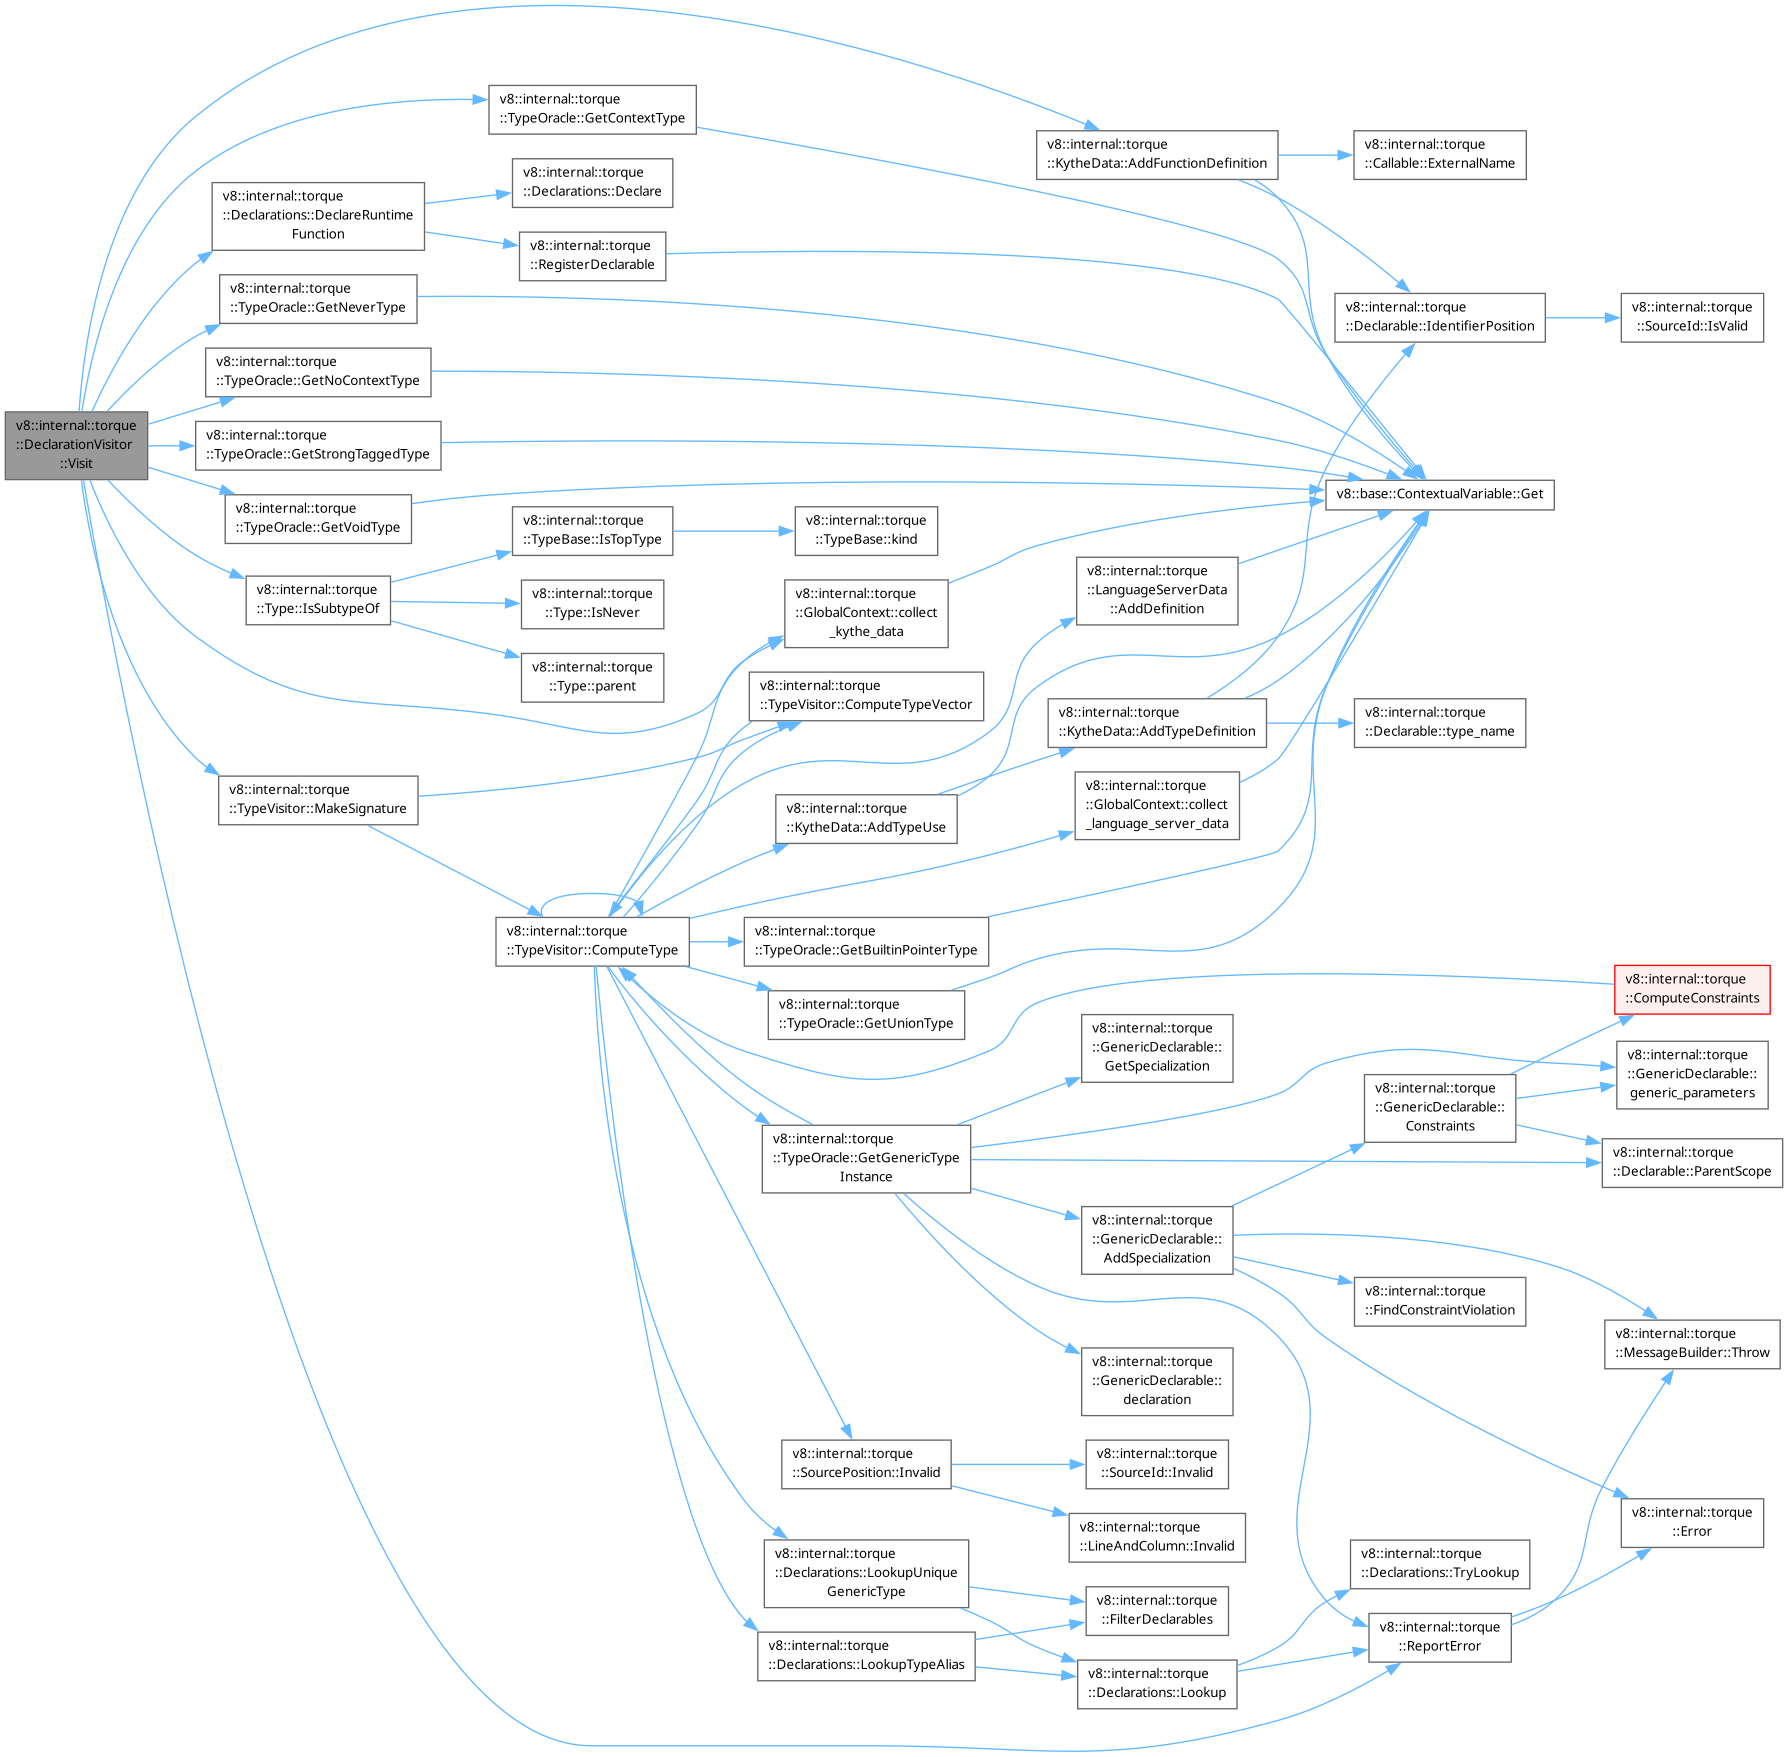 v8::internal::torque
::DeclarationVisitor
::Visit
v8::internal::torque
::TypeOracle::GetContextType
v8::internal::torque
::KytheData::AddFunctionDefinition
v8::internal::torque
::Callable::ExternalName
v8::internal::torque
::Declarations::Declare
v8::internal::torque
::Declarations::DeclareRuntime
Function
v8::internal::torque
::RegisterDeclarable
v8::internal::torque
::TypeOracle::GetNeverType
v8::internal::torque
::Declarable::IdentifierPosition
v8::internal::torque
::SourceId::IsValid
v8::internal::torque
::TypeOracle::GetNoContextType
v8::internal::torque
::TypeOracle::GetStrongTaggedType
v8::base::ContextualVariable::Get
v8::internal::torque
::TypeOracle::GetVoidType
v8::internal::torque
::TypeBase::IsTopType
v8::internal::torque
::TypeBase::kind
v8::internal::torque
::Type::IsSubtypeOf
v8::internal::torque
::Type::IsNever
v8::internal::torque
::GlobalContext::collect
_kythe_data
v8::internal::torque
::LanguageServerData
::AddDefinition
v8::internal::torque
::Type::parent
v8::internal::torque
::TypeVisitor::ComputeTypeVector
v8::internal::torque
::KytheData::AddTypeDefinition
v8::internal::torque
::Declarable::type_name
v8::internal::torque
::TypeVisitor::MakeSignature
v8::internal::torque
::KytheData::AddTypeUse
v8::internal::torque
::GlobalContext::collect
_language_server_data
v8::internal::torque
::TypeVisitor::ComputeType
v8::internal::torque
::TypeOracle::GetBuiltinPointerType
v8::internal::torque
::TypeOracle::GetUnionType
v8::internal::torque
::ComputeConstraints
v8::internal::torque
::GenericDeclarable::
GetSpecialization
v8::internal::torque
::GenericDeclarable::
generic_parameters
v8::internal::torque
::GenericDeclarable::
Constraints
v8::internal::torque
::TypeOracle::GetGenericType
Instance
v8::internal::torque
::Declarable::ParentScope
v8::internal::torque
::GenericDeclarable::
AddSpecialization
v8::internal::torque
::FindConstraintViolation
v8::internal::torque
::MessageBuilder::Throw
v8::internal::torque
::GenericDeclarable::
declaration
v8::internal::torque
::SourcePosition::Invalid
v8::internal::torque
::SourceId::Invalid
v8::internal::torque
::LineAndColumn::Invalid
v8::internal::torque
::Error
v8::internal::torque
::Declarations::LookupUnique
GenericType
v8::internal::torque
::Declarations::TryLookup
v8::internal::torque
::FilterDeclarables
v8::internal::torque
::ReportError
v8::internal::torque
::Declarations::LookupTypeAlias
v8::internal::torque
::Declarations::Lookup